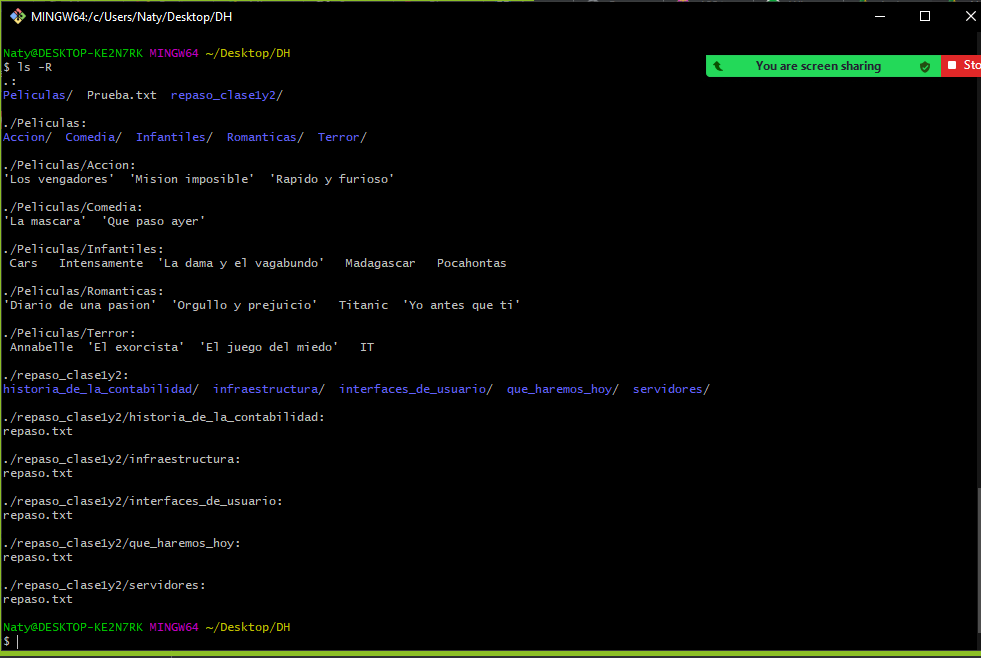 MINGW64:/c/Users/Naty/Desktop/DH
Naty@DESKTOP-KE2N7RK MINGW64 ~/Desktop/DH
$ ls -R
You are screen sharing
Sto
.:
Peliculas/  Prueba.txt  repaso_clase1y2/
./Peliculas:
Accion/  Comedia/  Infantiles/  Romanticas/  Terror/
./Peliculas/Accion:
'Los vengadores'  'Mision imposible'  'Rapido y furioso'
./Peliculas/Comedia:
'La mascara'  'Que paso ayer'
./Peliculas/Infantiles:
Cars   Intensamente  'La dama y el vagabundo'   Madagascar   Pocahontas
./Peliculas/Romanticas:
'Diario de una pasion'  'Orgullo y prejuicio'   Titanic  'Yo antes que ti'
./Peliculas/Terror:
Annabelle  'El exorcista'  'El juego del miedo'   IT
./repaso_clase1y2:
historia_de_la_contabilidad/  infraestructura/  interfaces_de_usuario/  que_haremos_hoy/  servidores/
./repaso_clase1y2/historia_de_la_contabilidad:
repaso.txt
./repaso_clase1y2/infraestructura:
repaso.txt
./repaso_clase1y2/interfaces_de_usuario:
repaso.txt
./repaso_clase1y2/que_haremos_hoy:
repaso.txt
./repaso_clase1y2/servidores:
repaso.txt
Naty@DESKTOP-KE2N7RK MINGW64 ~/Desktop/DH
$